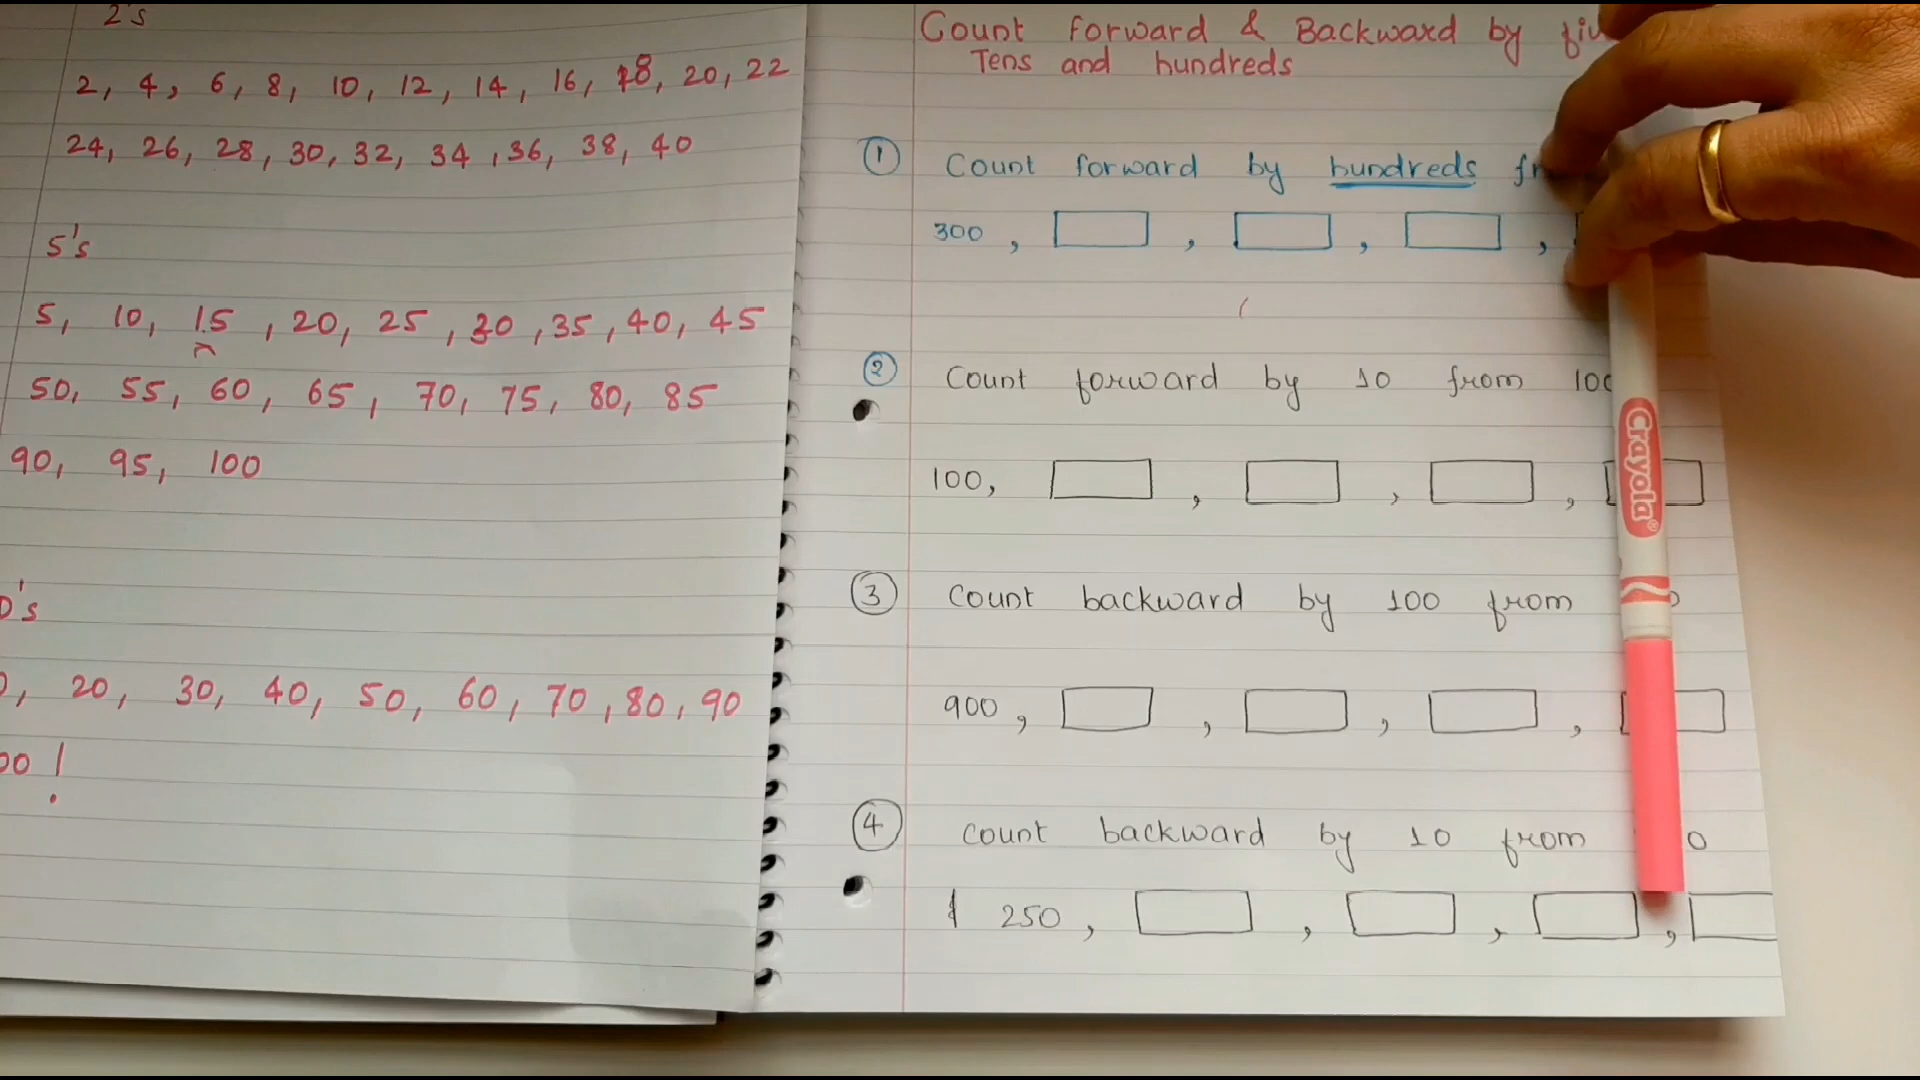 2's
2, 4, 6, 8, 10, 12, 14, 16, 18, 20, 22
24, 26, 28, 30, 32, 34, 36, 38, 40
5's
5, 10, 15, 20, 25, 30, 35, 40, 45
50, 55, 60, 65, 70, 75, 80, 85
90, 95, 100
0's
20, 30, 40, 50, 60, 70, 80, 90
00!
Count forward & Backward by
Tens and hundreds
1 Count forward by hundreds
300, , , ,
2 Count forward by 10 from
100, , , ,
3 Count backward by 100 from
900, , , ,
4 Count backward by 10 from
250, , , ,
Crayola®